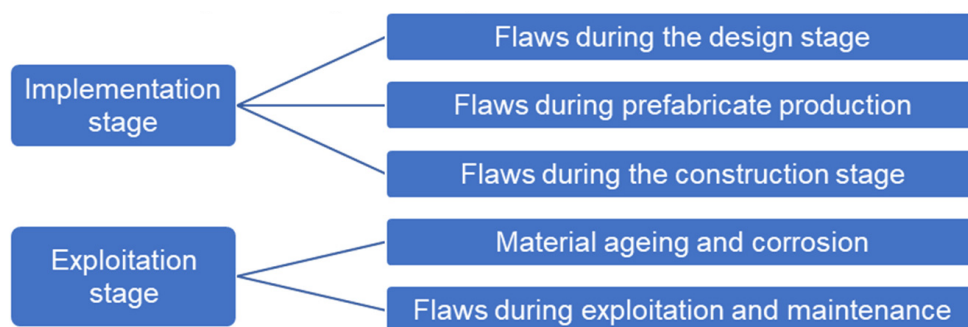 Implementation
stage
Flaws during the design stage
Flaws during prefabricate production
Flaws during the construction stage
Exploitation
stage
Material ageing and corrosion
Flaws during exploitation and maintenance